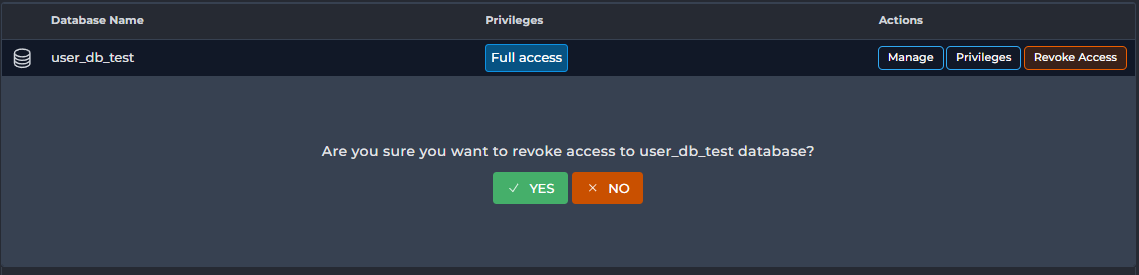 Database Name Privileges Actions
user_db_test Full access Manage Privileges Revoke Access
Are you sure you want to revoke access to user_db_test database?
YES NO